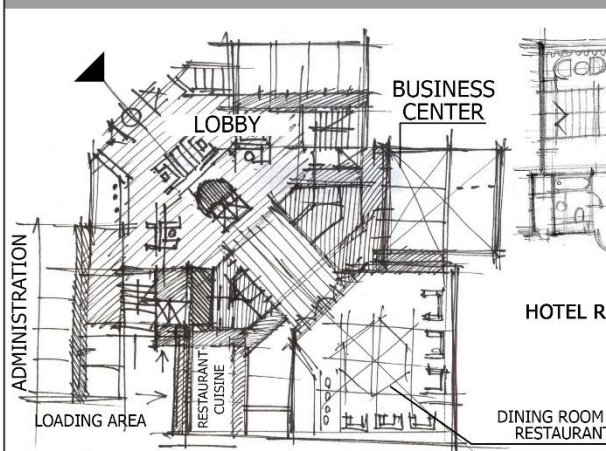 LOBBY
BUSINESS
CENTER
ADMINISTRATION
HOTEL R
RESTAURANT
CUISINE
LOADING AREA
DINING ROOM
RESTAURANT